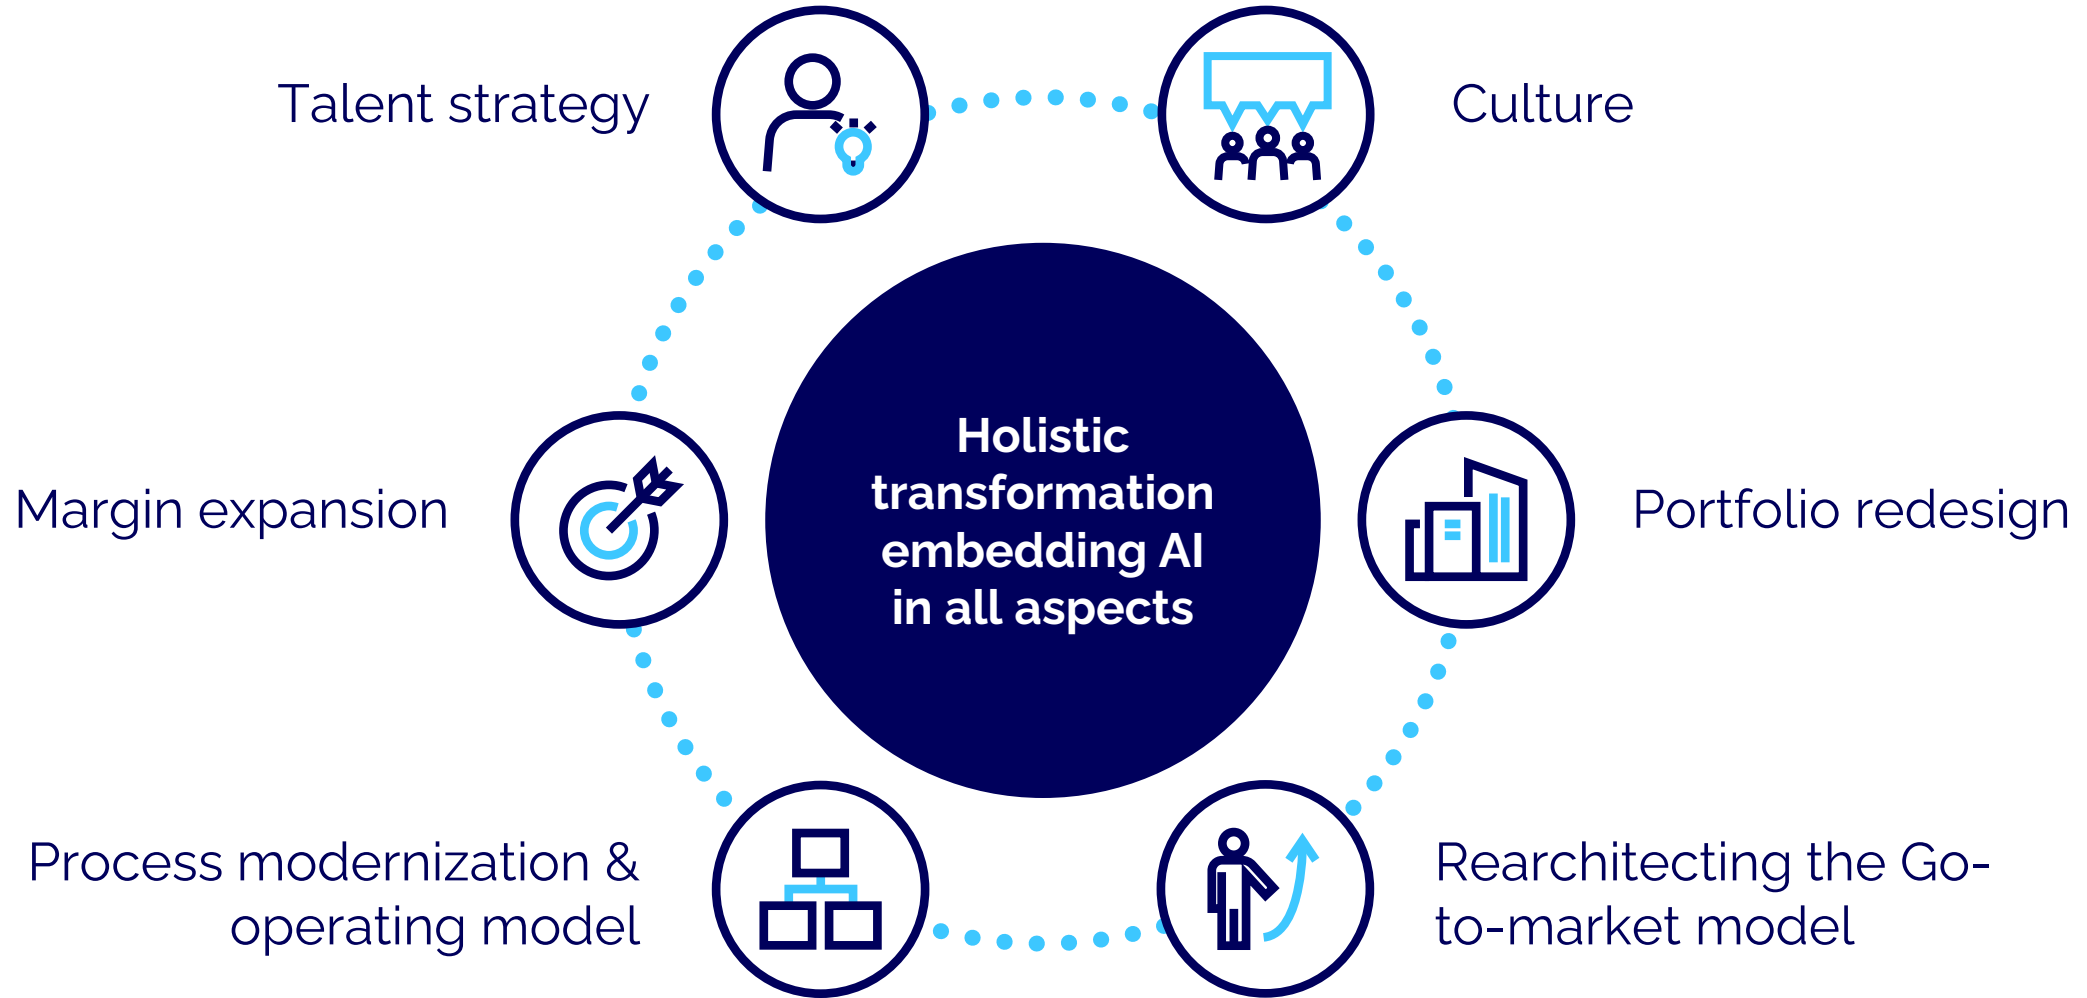 Talent strategy
Culture
Holistic
transformation
embedding AI
in all aspects
Margin expansion
Portfolio redesign
Process modernization &
operating model
Rearchitecting the Go-
to-market model